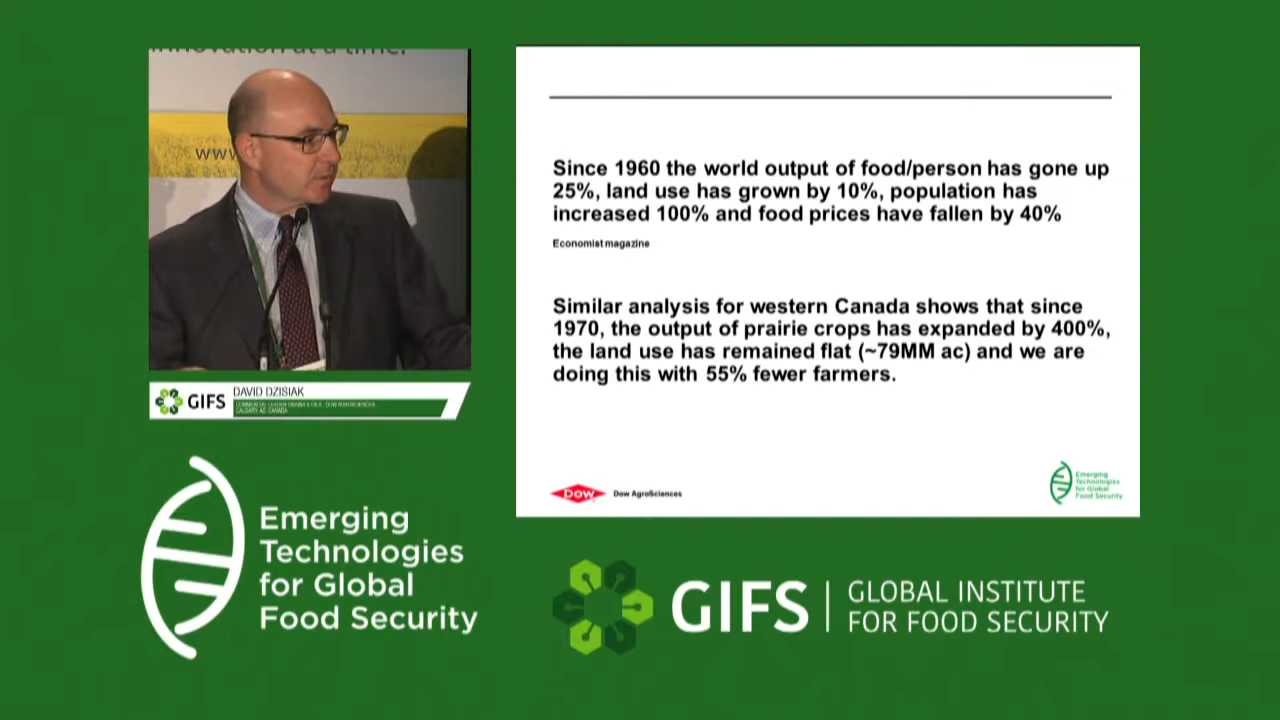 innovation at a time.
www
GIFS
DAVID DZISIAK
CALGARY, AB, CANADA
Emerging
Technologies
for Global
Food Security
Since 1960 the world output of food/person has gone up
25%, land use has grown by 10%, population has
increased 100% and food prices have fallen by 40%
Economist magazine
Similar analysis for western Canada shows that since
1970, the output of prairie crops has expanded by 400%,
the land use has remained flat (~79MM ac) and we are
doing this with 55% fewer farmers.
Dow
Dow AgroSciences
Emerging
Technologies
for Global
Food Security
GIFS
GLOBAL INSTITUTE
FOR FOOD SECURITY